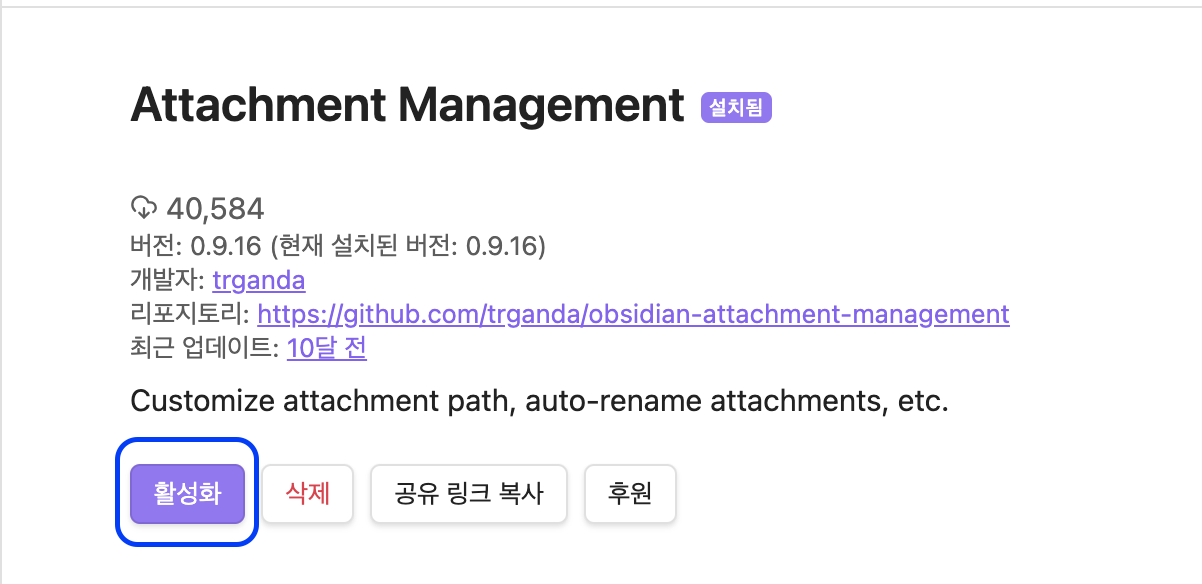 Attachment Management 설치됨
40,584
버전: 0.9.16 (현재 설치된 버전: 0.9.16)
개발자: trganda
리포지토리: https://github.com/trganda/obsidian-attachment-management
최근 업데이트: 10달 전
Customize attachment path, auto-rename attachments, etc.
활성화 삭제 공유 링크 복사 후원